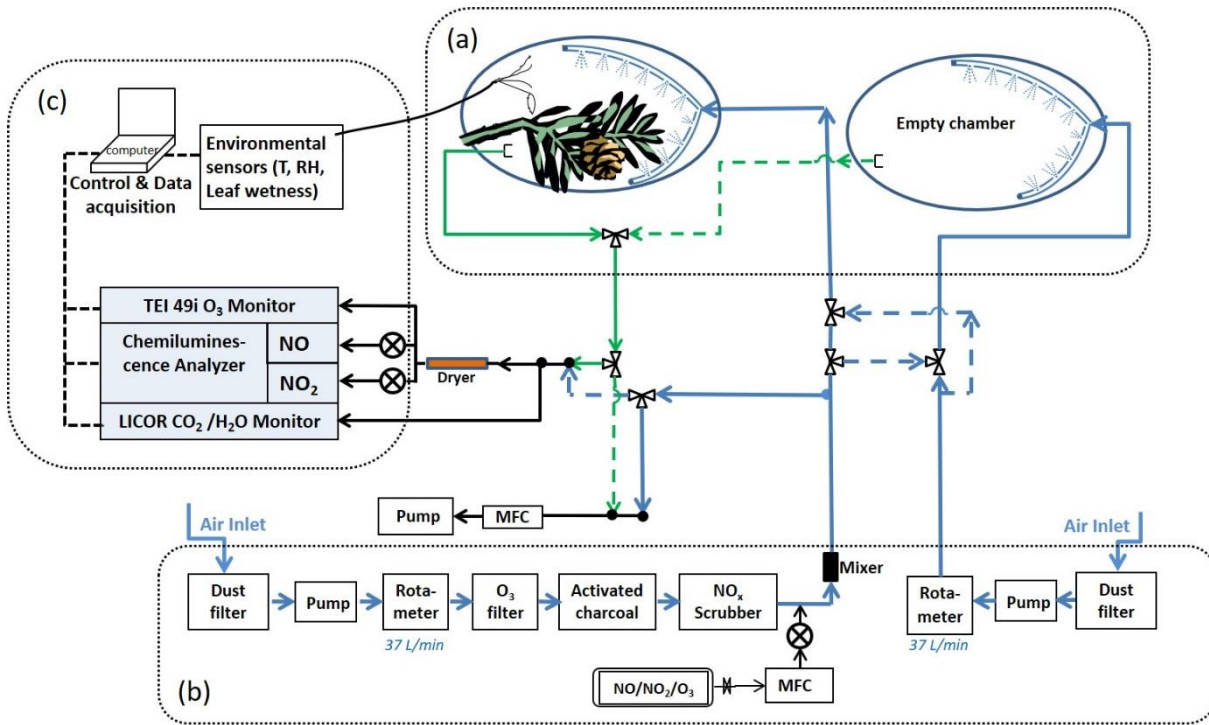 (a)
(c)
computer
Control & Data
acquisition
Environmental
sensors (T, RH,
Leaf wetness)
Empty chamber
TEI 49i O₃ Monitor
Chemilumines-
cence Analyzer
NO
NO₂
LICOR CO₂ /H₂O Monitor
Dryer
Pump
MFC
Air Inlet
Air Inlet
Dust
filter
Pump
Rota-
meter
37 L/min
O₃
filter
Activated
charcoal
NOₓ
Scrubber
Mixer
Rota-
meter
37 L/min
Pump
Dust
filter
NO/NO₂/O₃
MFC
(b)